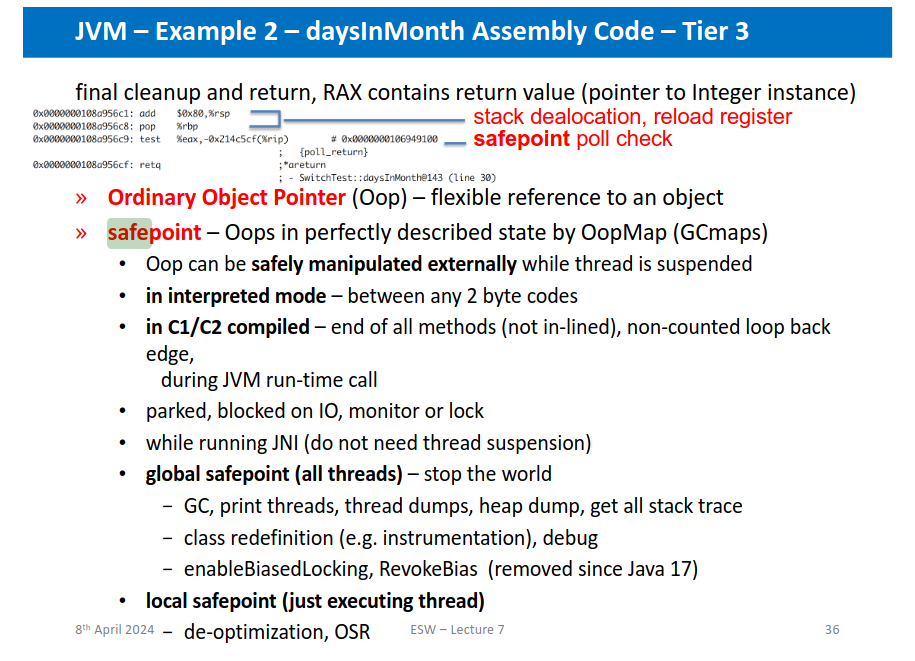 JVM – Example 2 – daysInMonth Assembly Code – Tier 3
final cleanup and return, RAX contains return value (pointer to Integer instance)
0x0000000108a956c1: add $0x80,%rsp
stack dealocation, reload register
0x0000000108a956c8: pop %rbp
0x0000000108a956c9: test %eax,-0x214c5cf(%rip) # 0x0000000106949100
safepoint poll check
; {poll_return}
0x0000000108a956cf: retq ;*areturn
; - SwitchTest::daysInMonth@143 (line 30)
» Ordinary Object Pointer (Oop) – flexible reference to an object
» safepoint – Oops in perfectly described state by OopMap (GCmaps)
• Oop can be safely manipulated externally while thread is suspended
• in interpreted mode – between any 2 byte codes
• in C1/C2 compiled – end of all methods (not in-lined), non-counted loop back
edge,
during JVM run-time call
• parked, blocked on IO, monitor or lock
• while running JNI (do not need thread suspension)
• global safepoint (all threads) – stop the world
– GC, print threads, thread dumps, heap dump, get all stack trace
– class redefinition (e.g. instrumentation), debug
– enableBiasedLocking, RevokeBias (removed since Java 17)
• local safepoint (just executing thread)
– de-optimization, OSR
8th April 2024
ESW – Lecture 7
36